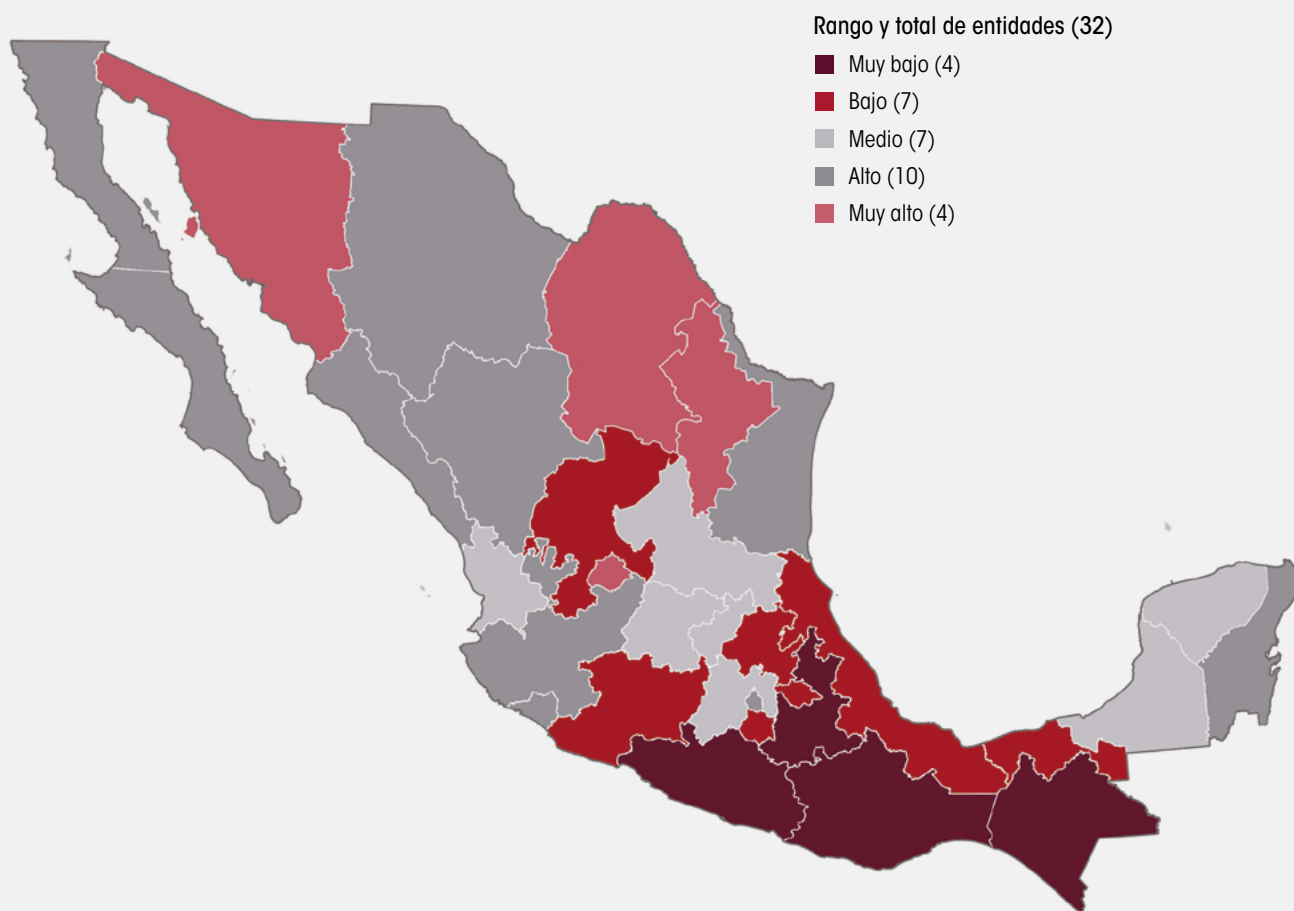 Rango y total de entidades (32)
Muy bajo (4)
Bajo (7)
Medio (7)
Alto (10)
Muy alto (4)